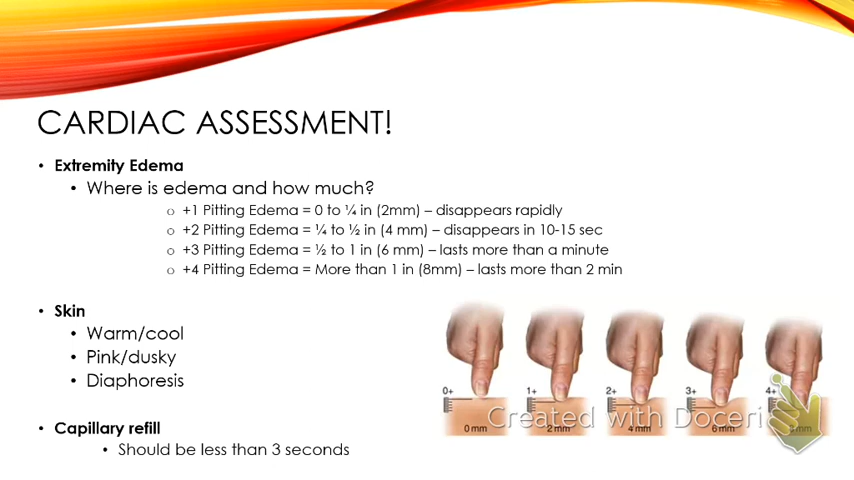 CARDIAC ASSESSMENT!
• Extremity Edema
• Where is edema and how much?
o +1 Pitting Edema = 0 to ¼ in (2mm) – disappears rapidly
o +2 Pitting Edema = ¼ to ½ in (4 mm) – disappears in 10-15 sec
o +3 Pitting Edema = ½ to 1 in (6 mm) – lasts more than a minute
o +4 Pitting Edema = More than 1 in (8mm) – lasts more than 2 min
• Skin
• Warm/cool
• Pink/dusky
• Diaphoresis
• Capillary refill
• Should be less than 3 seconds
0+ 1+ 2+ 3+ 4+
Created with Doceri
0 mm 2 mm 4 mm 6 mm mm